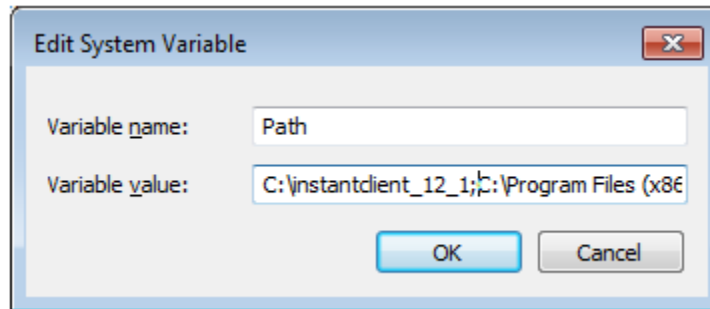 Edit System Variable
Variable name: Path
Variable value: C:\instantclient_12_1;C:\Program Files (x86
OK Cancel